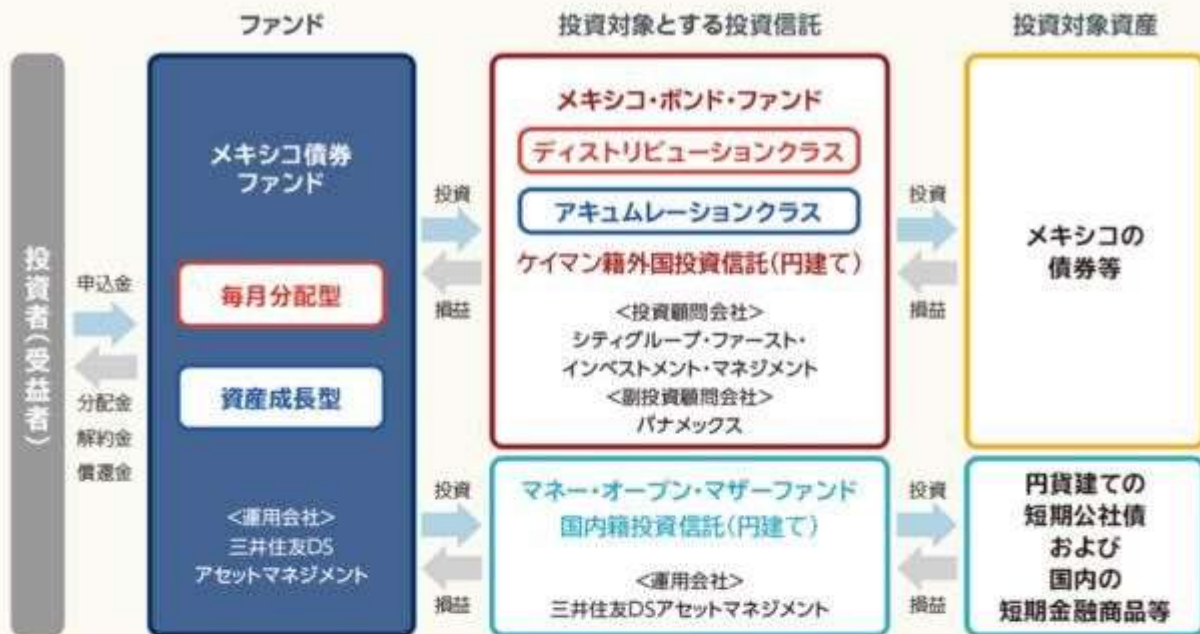 ファンド
投資対象とする投資信託
投資対象資産
投資者(受益者)
申込金
分配金
解約金
償還金
メキシコ債券
ファンド
毎月分配型
資産成長型
<運用会社>
三井住友DS
アセットマネジメント
投資
損益
メキシコ・ボンド・ファンド
ディストリビューションクラス
アキュムレーションクラス
ケイマン籍外国投資信託(円建て)
<投資顧問会社>
シティグループ・ファースト・
インベストメント・マネジメント
<副投資顧問会社>
バナメックス
投資
損益
メキシコの
債券等
投資
損益
マネー・オープン・マザーファンド
国内籍投資信託(円建て)
<運用会社>
三井住友DSアセットマネジメント
投資
損益
円貨建ての
短期公社債
および
国内の
短期金融商品等